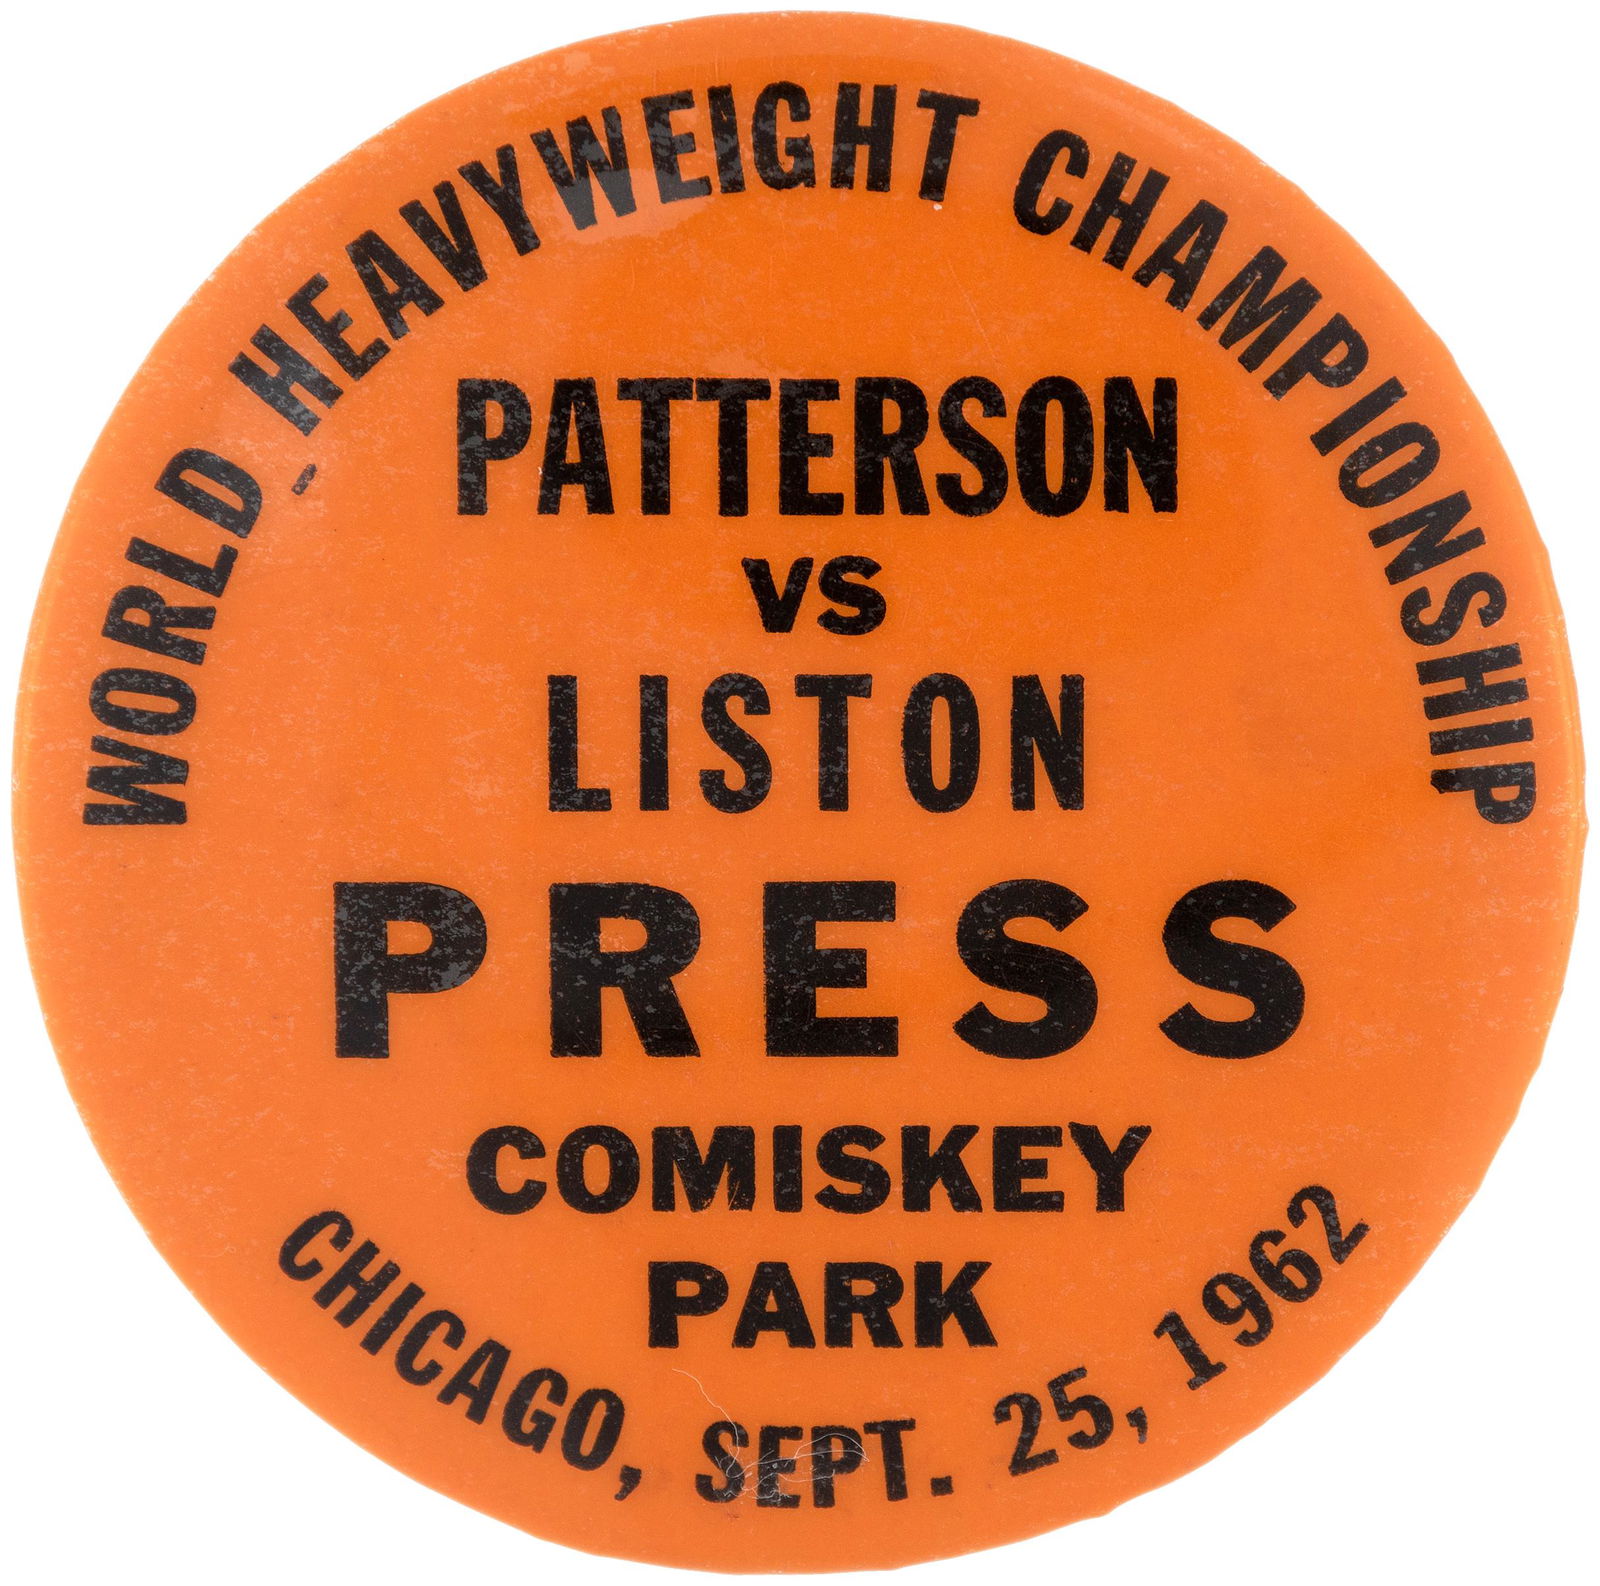 WORLD HEAVYWEIGHT CHAMPIONSHIP
PATTERSON
VS
LISTON
PRESS
COMISKEY
PARK
CHICAGO, SEPT. 25, 1962